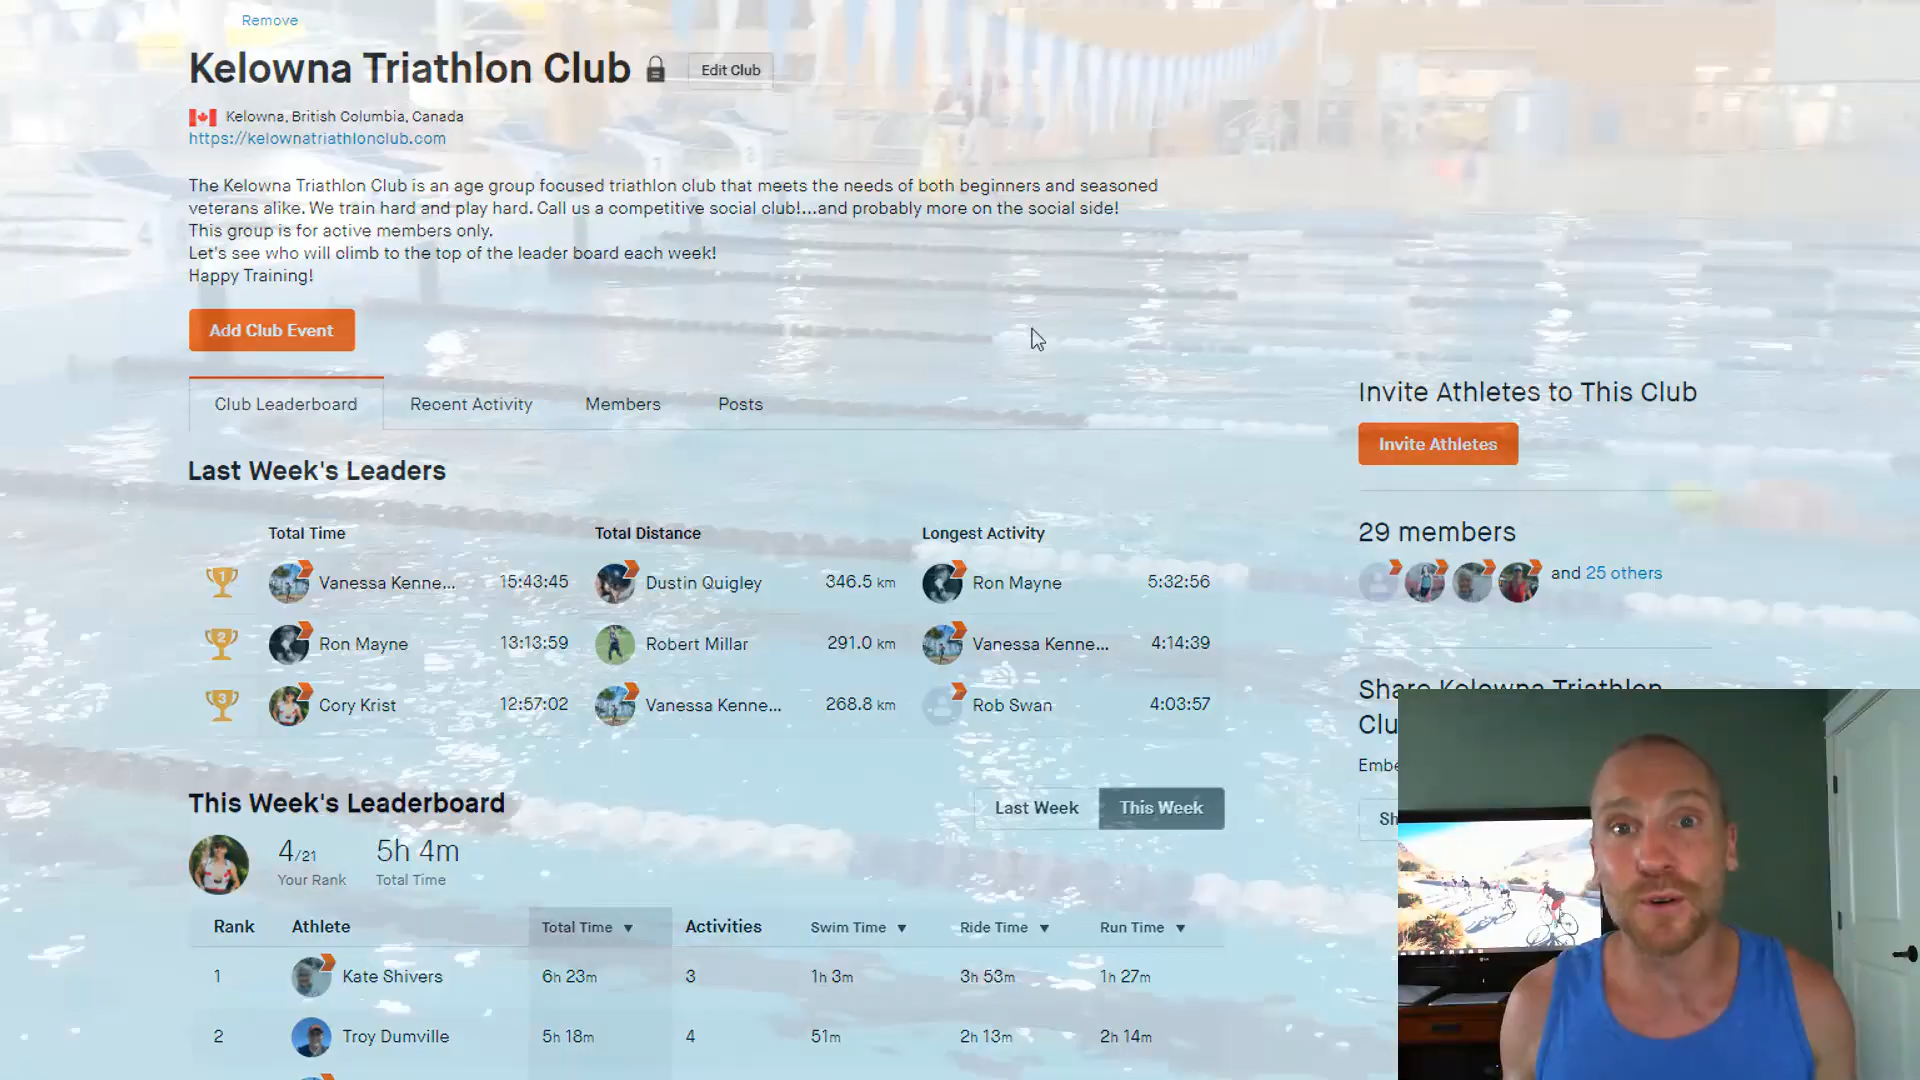 Remove
Kelowna Triathlon Club
Edit Club
Kelowna, British Columbia, Canada
https://kelownatriathlonclub.com
The Kelowna Triathlon Club is an age group focused triathlon club that meets the needs of both beginners and seasoned
veterans alike. We train hard and play hard. Call us a competitive social club!...and probably more on the social side!
This group is for active members only.
Let's see who will climb to the top of the leader board each week!
Happy Training!
Add Club Event
Club Leaderboard Recent Activity Members Posts
Last Week's Leaders
Total Time Total Distance Longest Activity
1 Vanessa Kenne... 15:43:45 Dustin Quigley 346.5 km Ron Mayne 5:32:56
2 Ron Mayne 13:13:59 Robert Millar 291.0 km Vanessa Kenne... 4:14:39
3 Cory Krist 12:57:02 Vanessa Kenne... 268.8 km Rob Swan 4:03:57
This Week's Leaderboard
Last Week This Week
4/21 5h 4m
Your Rank Total Time
Rank Athlete Total Time ▼ Activities Swim Time ▼ Ride Time ▼ Run Time ▼
1 Kate Shivers 6h 23m 3 1h 3m 3h 53m 1h 27m
2 Troy Dumville 5h 18m 4 51m 2h 13m 2h 14m
Invite Athletes to This Club
Invite Athletes
29 members
and 25 others
Share Kelowna Triathlon
Clu
Embe
Sh